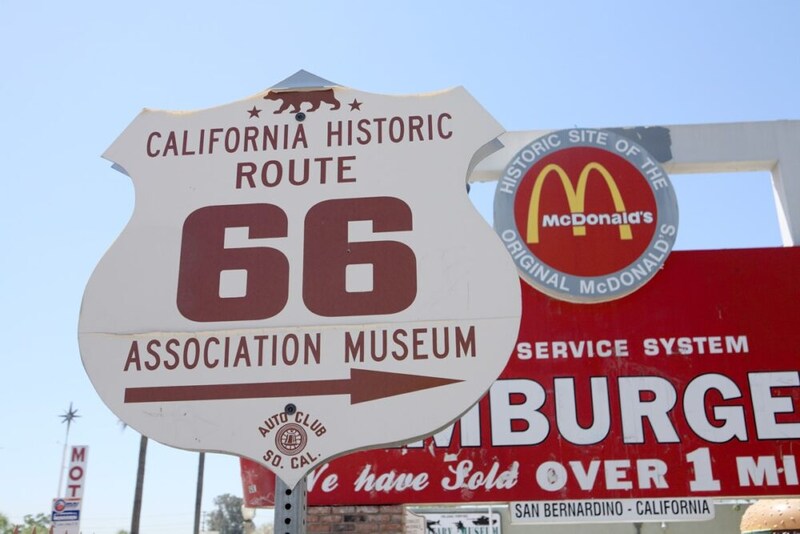 CALIFORNIA HISTORIC
ROUTE
66
ASSOCIATION MUSEUM
AUTO CLUB
SO. CAL.
HISTORIC SITE OF THE
McDonald's
ORIGINAL McDONALD'S
SERVICE SYSTEM
MBURGE
We have Sold OVER 1 MI
SAN BERNARDINO - CALIFORNIA
MUSEUM
MOT